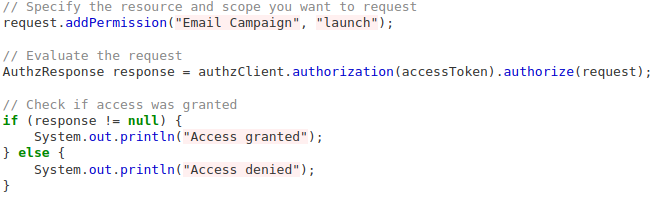 // Specify the resource and scope you want to request
request.addPermission("Email Campaign", "launch");

// Evaluate the request
AuthzResponse response = authzClient.authorization(accessToken).authorize(request);

// Check if access was granted
if (response != null) {
    System.out.println("Access granted");
} else {
    System.out.println("Access denied");
}